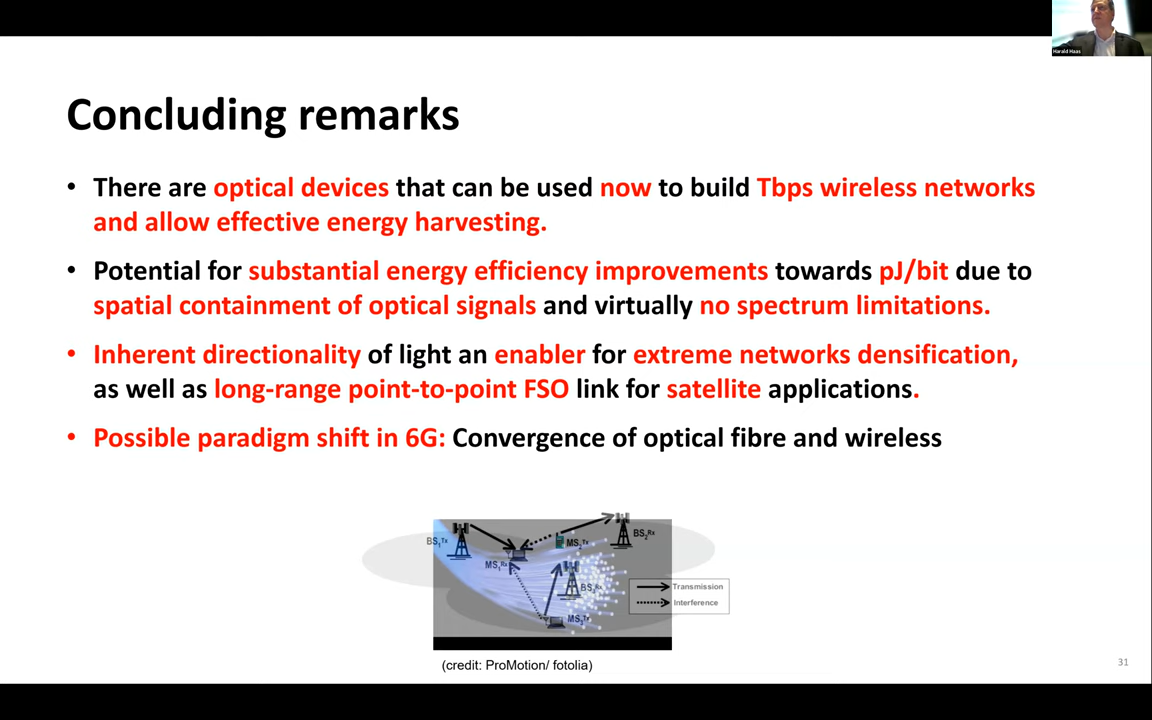 Harald Haas
Concluding remarks
• There are optical devices that can be used now to build Tbps wireless networks
and allow effective energy harvesting.
• Potential for substantial energy efficiency improvements towards pJ/bit due to
spatial containment of optical signals and virtually no spectrum limitations.
• Inherent directionality of light an enabler for extreme networks densification,
as well as long-range point-to-point FSO link for satellite applications.
• Possible paradigm shift in 6G: Convergence of optical fibre and wireless
BS₁Tx
MS₁Rx
MS₂Tx
BS₂Rx
BS₃Rx
MS₃Tx
Transmission
Interference
(credit: ProMotion/ fotolia)
31